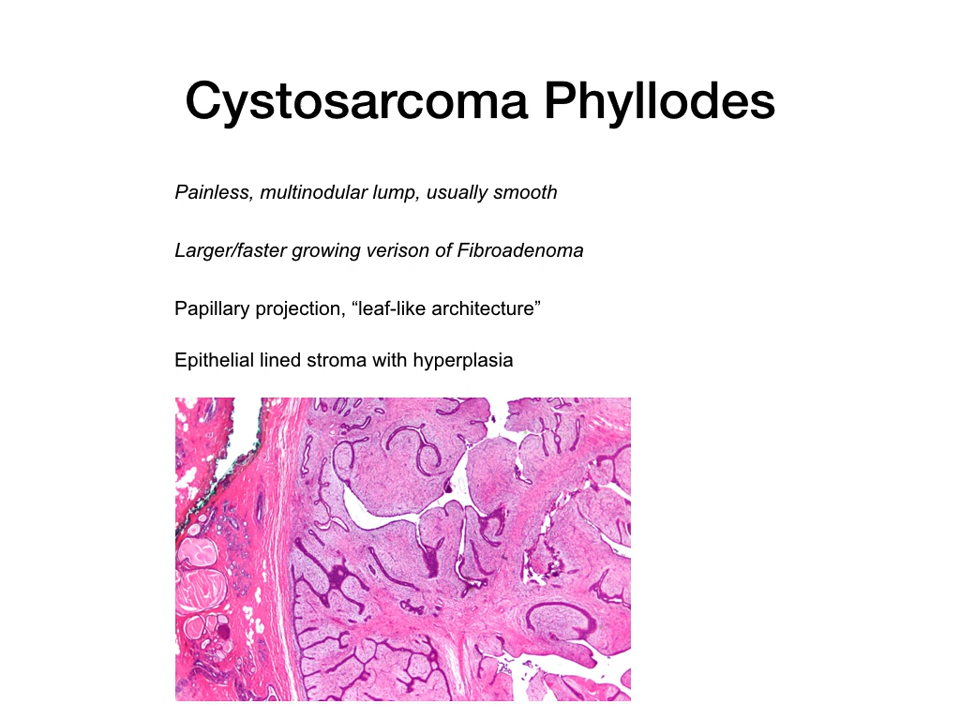 Cystosarcoma Phyllodes
Painless, multinodular lump, usually smooth
Larger/faster growing verison of Fibroadenoma
Papillary projection, “leaf-like architecture”
Epithelial lined stroma with hyperplasia